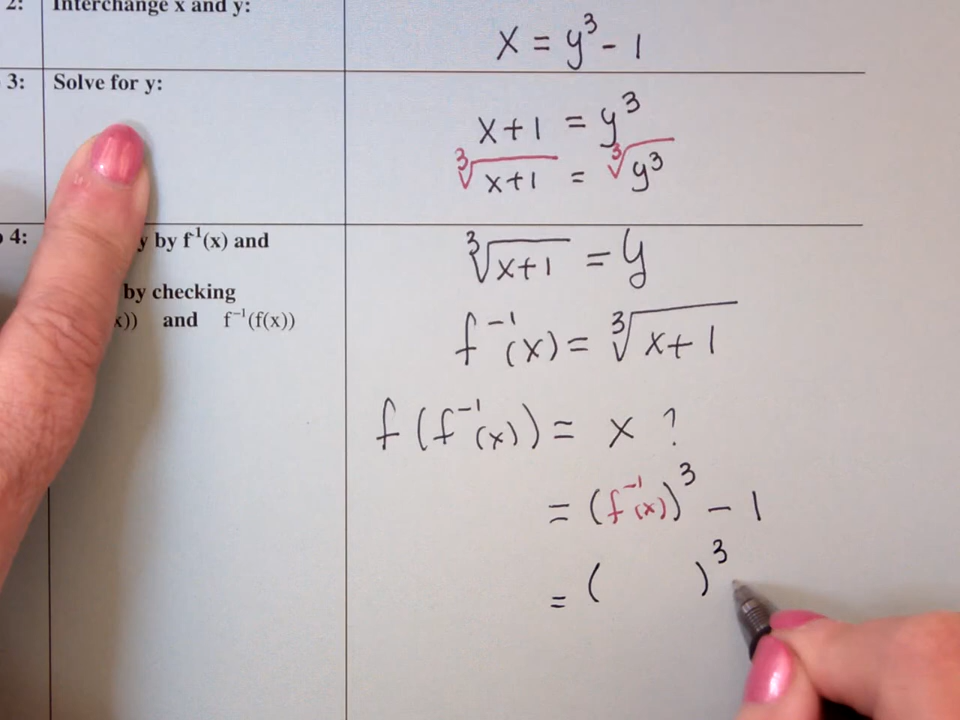 2: Interchange x and y:
x = y³ - 1
3: Solve for y:
x+1 = y³
∛(x+1) = ∛(y³)
4: y by f⁻¹(x) and
∛(x+1) = y
by checking
x)) and f⁻¹(f(x))
f⁻¹(x) = ∛(x+1)
f(f⁻¹(x)) = x ?
= (f⁻¹(x))³ - 1
= ( )³